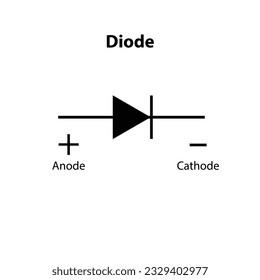 Diode
+ −
Anode Cathode
shutterstock.com · 2329402977